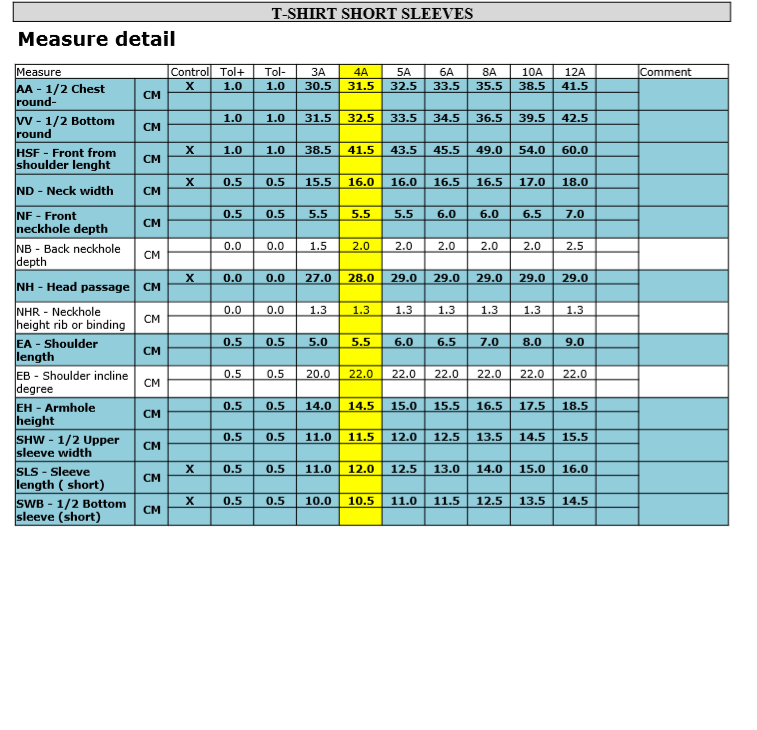 T-SHIRT SHORT SLEEVES
Measure detail
Measure Control Tol+ Tol- 3A 4A 5A 6A 8A 10A 12A Comment
AA - 1/2 Chest round- CM X 1.0 1.0 30.5 31.5 32.5 33.5 35.5 38.5 41.5
VV - 1/2 Bottom round CM 1.0 1.0 31.5 32.5 33.5 34.5 36.5 39.5 42.5
HSF - Front from shoulder lenght CM X 1.0 1.0 38.5 41.5 43.5 45.5 49.0 54.0 60.0
ND - Neck width CM X 0.5 0.5 15.5 16.0 16.0 16.5 16.5 17.0 18.0
NF - Front neckhole depth CM 0.5 0.5 5.5 5.5 5.5 6.0 6.0 6.5 7.0
NB - Back neckhole depth CM 0.0 0.0 1.5 2.0 2.0 2.0 2.0 2.0 2.5
NH - Head passage CM X 0.0 0.0 27.0 28.0 29.0 29.0 29.0 29.0 29.0
NHR - Neckhole height rib or binding CM 0.0 0.0 1.3 1.3 1.3 1.3 1.3 1.3 1.3
EA - Shoulder length CM 0.5 0.5 5.0 5.5 6.0 6.5 7.0 8.0 9.0
EB - Shoulder incline degree CM 0.5 0.5 20.0 22.0 22.0 22.0 22.0 22.0 22.0
EH - Armhole height CM 0.5 0.5 14.0 14.5 15.0 15.5 16.5 17.5 18.5
SHW - 1/2 Upper sleeve width CM 0.5 0.5 11.0 11.5 12.0 12.5 13.5 14.5 15.5
SLS - Sleeve length ( short) CM X 0.5 0.5 11.0 12.0 12.5 13.0 14.0 15.0 16.0
SWB - 1/2 Bottom sleeve (short) CM X 0.5 0.5 10.0 10.5 11.0 11.5 12.5 13.5 14.5